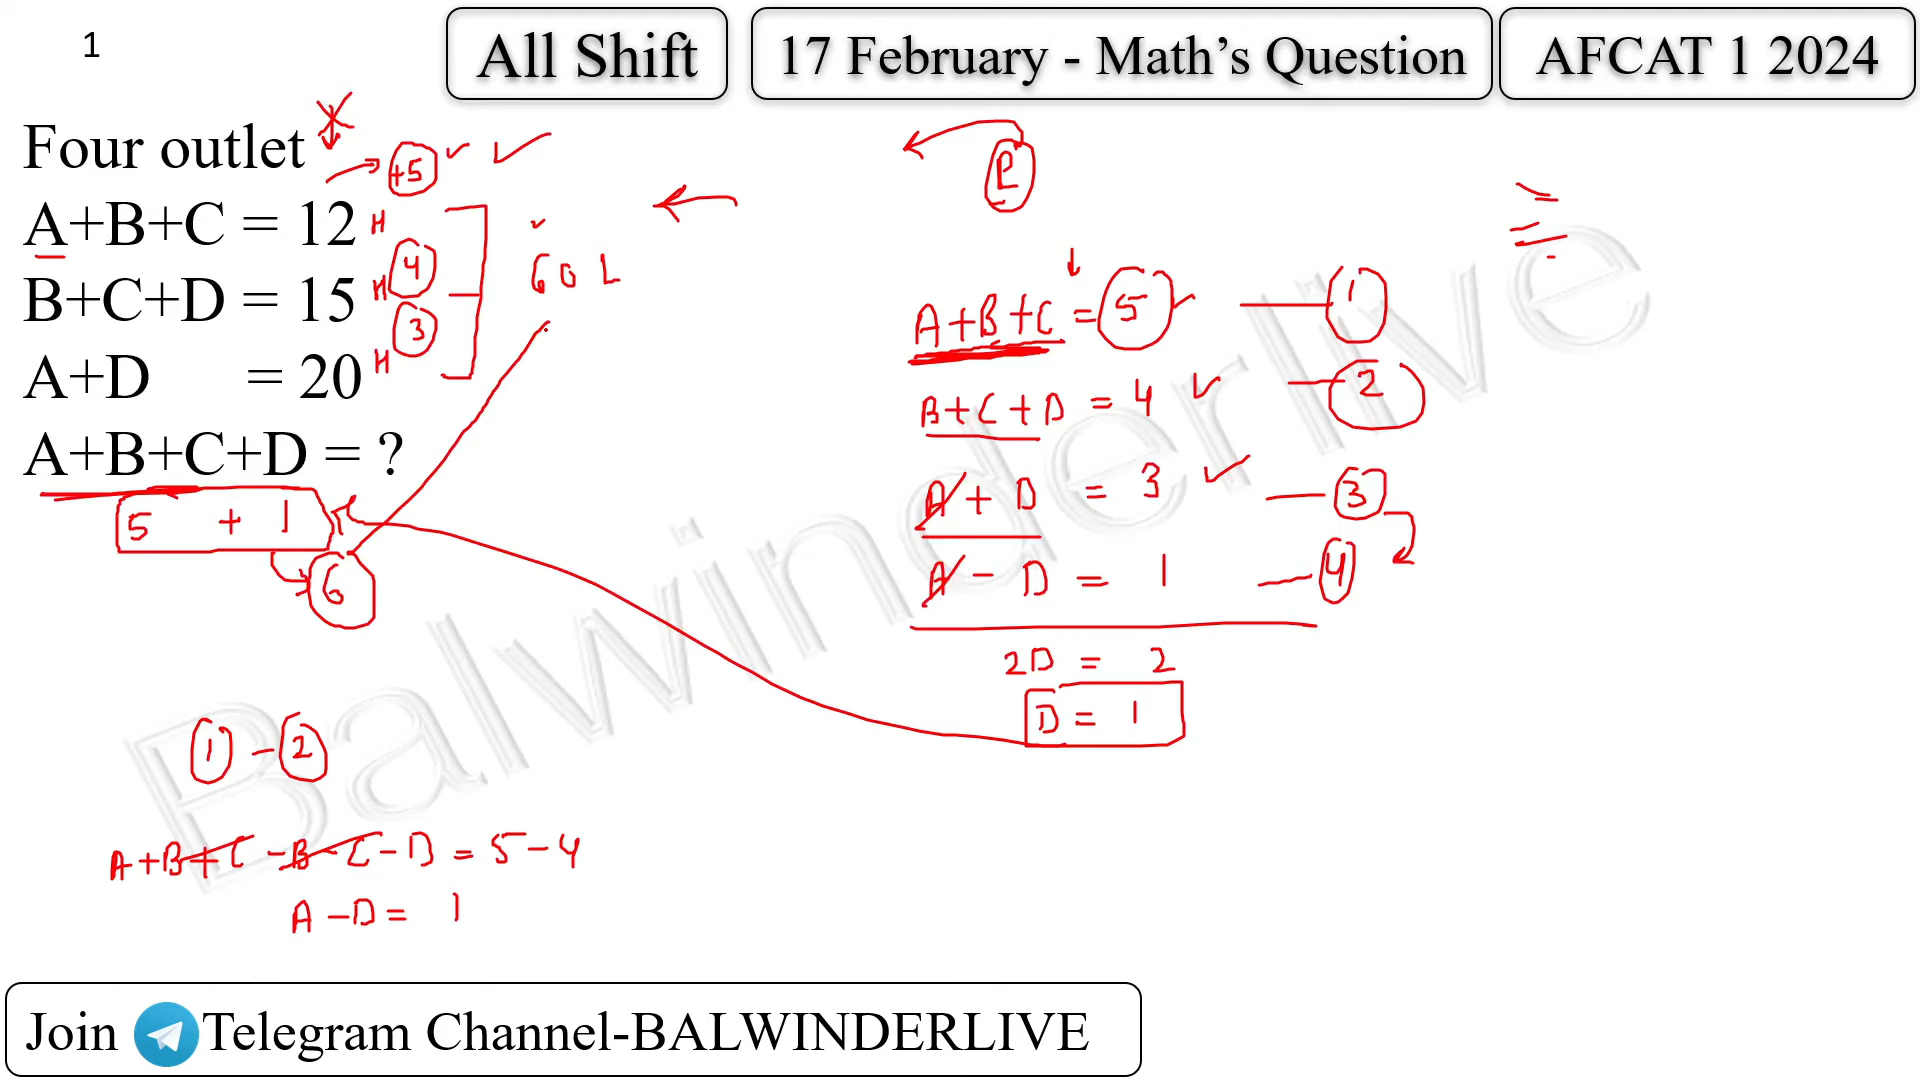 1
All Shift
17 February - Math's Question
AFCAT 1 2024
Four outlet
+5
A+B+C = 12 H
4
B+C+D = 15 H
3
A+D = 20 H
60 L
A+B+C+D = ?
5 + 1
6
A+B+C = 5 — 1
B+C+D = 4 — 2
A + D = 3 — 3
A - D = 1 — 4
2D = 2
D = 1
1 - 2
A+B+C -B-C-D = 5-4
A-D = 1
Balwinderlive
Join Telegram Channel-BALWINDERLIVE